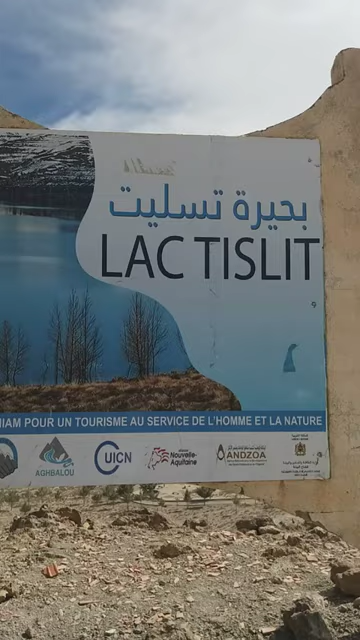 بحيرة تسليت
LAC TISLIT
NIAM POUR UN TOURISME AU SERVICE DE L'HOMME ET LA NATURE
AGHBALOU
UICN
Nouvelle-
Aquitaine
ANDZOA